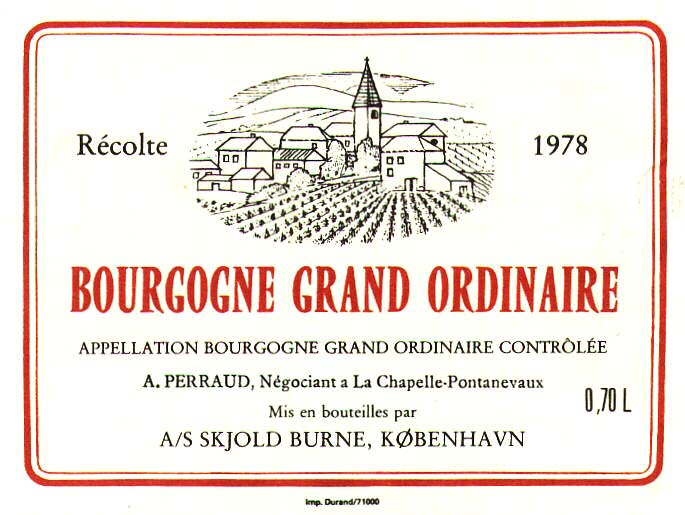 Récolte 1978
BOURGOGNE GRAND ORDINAIRE
APPELLATION BOURGOGNE GRAND ORDINAIRE CONTRÔLÉE
A. PERRAUD, Négociant a La Chapelle-Pontanevaux
0,70 L
Mis en bouteilles par
A/S SKJOLD BURNE, KØBENHAVN
Imp. Durand/71000